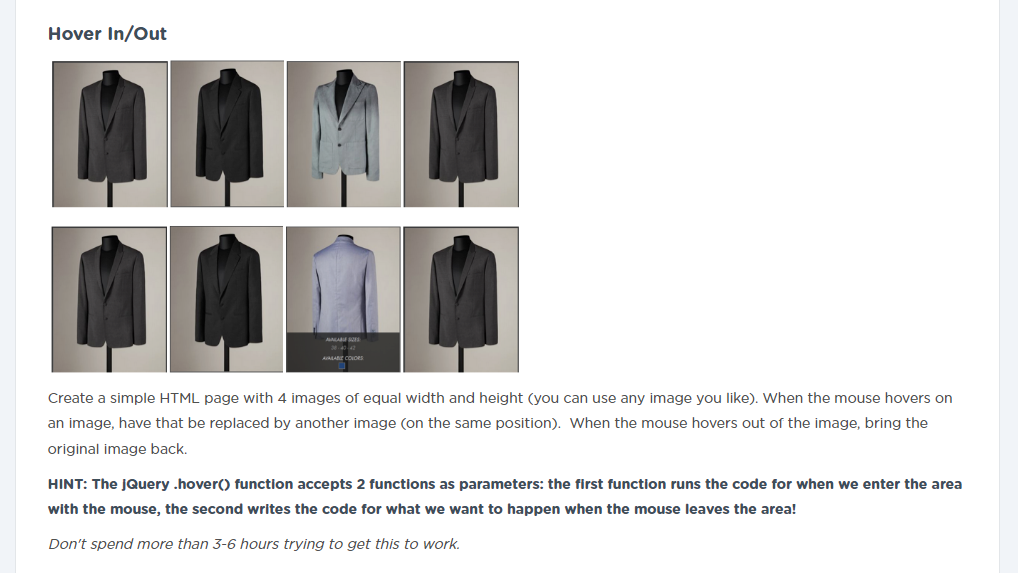 Hover In/Out
AVAILABLE SIZES:
38 - 40 - 42
AVAILABLE COLORS
Create a simple HTML page with 4 images of equal width and height (you can use any image you like). When the mouse hovers on
an image, have that be replaced by another image (on the same position).  When the mouse hovers out of the image, bring the
original image back.
HINT: The jQuery .hover() function accepts 2 functions as parameters: the first function runs the code for when we enter the area
with the mouse, the second writes the code for what we want to happen when the mouse leaves the area!
Don't spend more than 3-6 hours trying to get this to work.